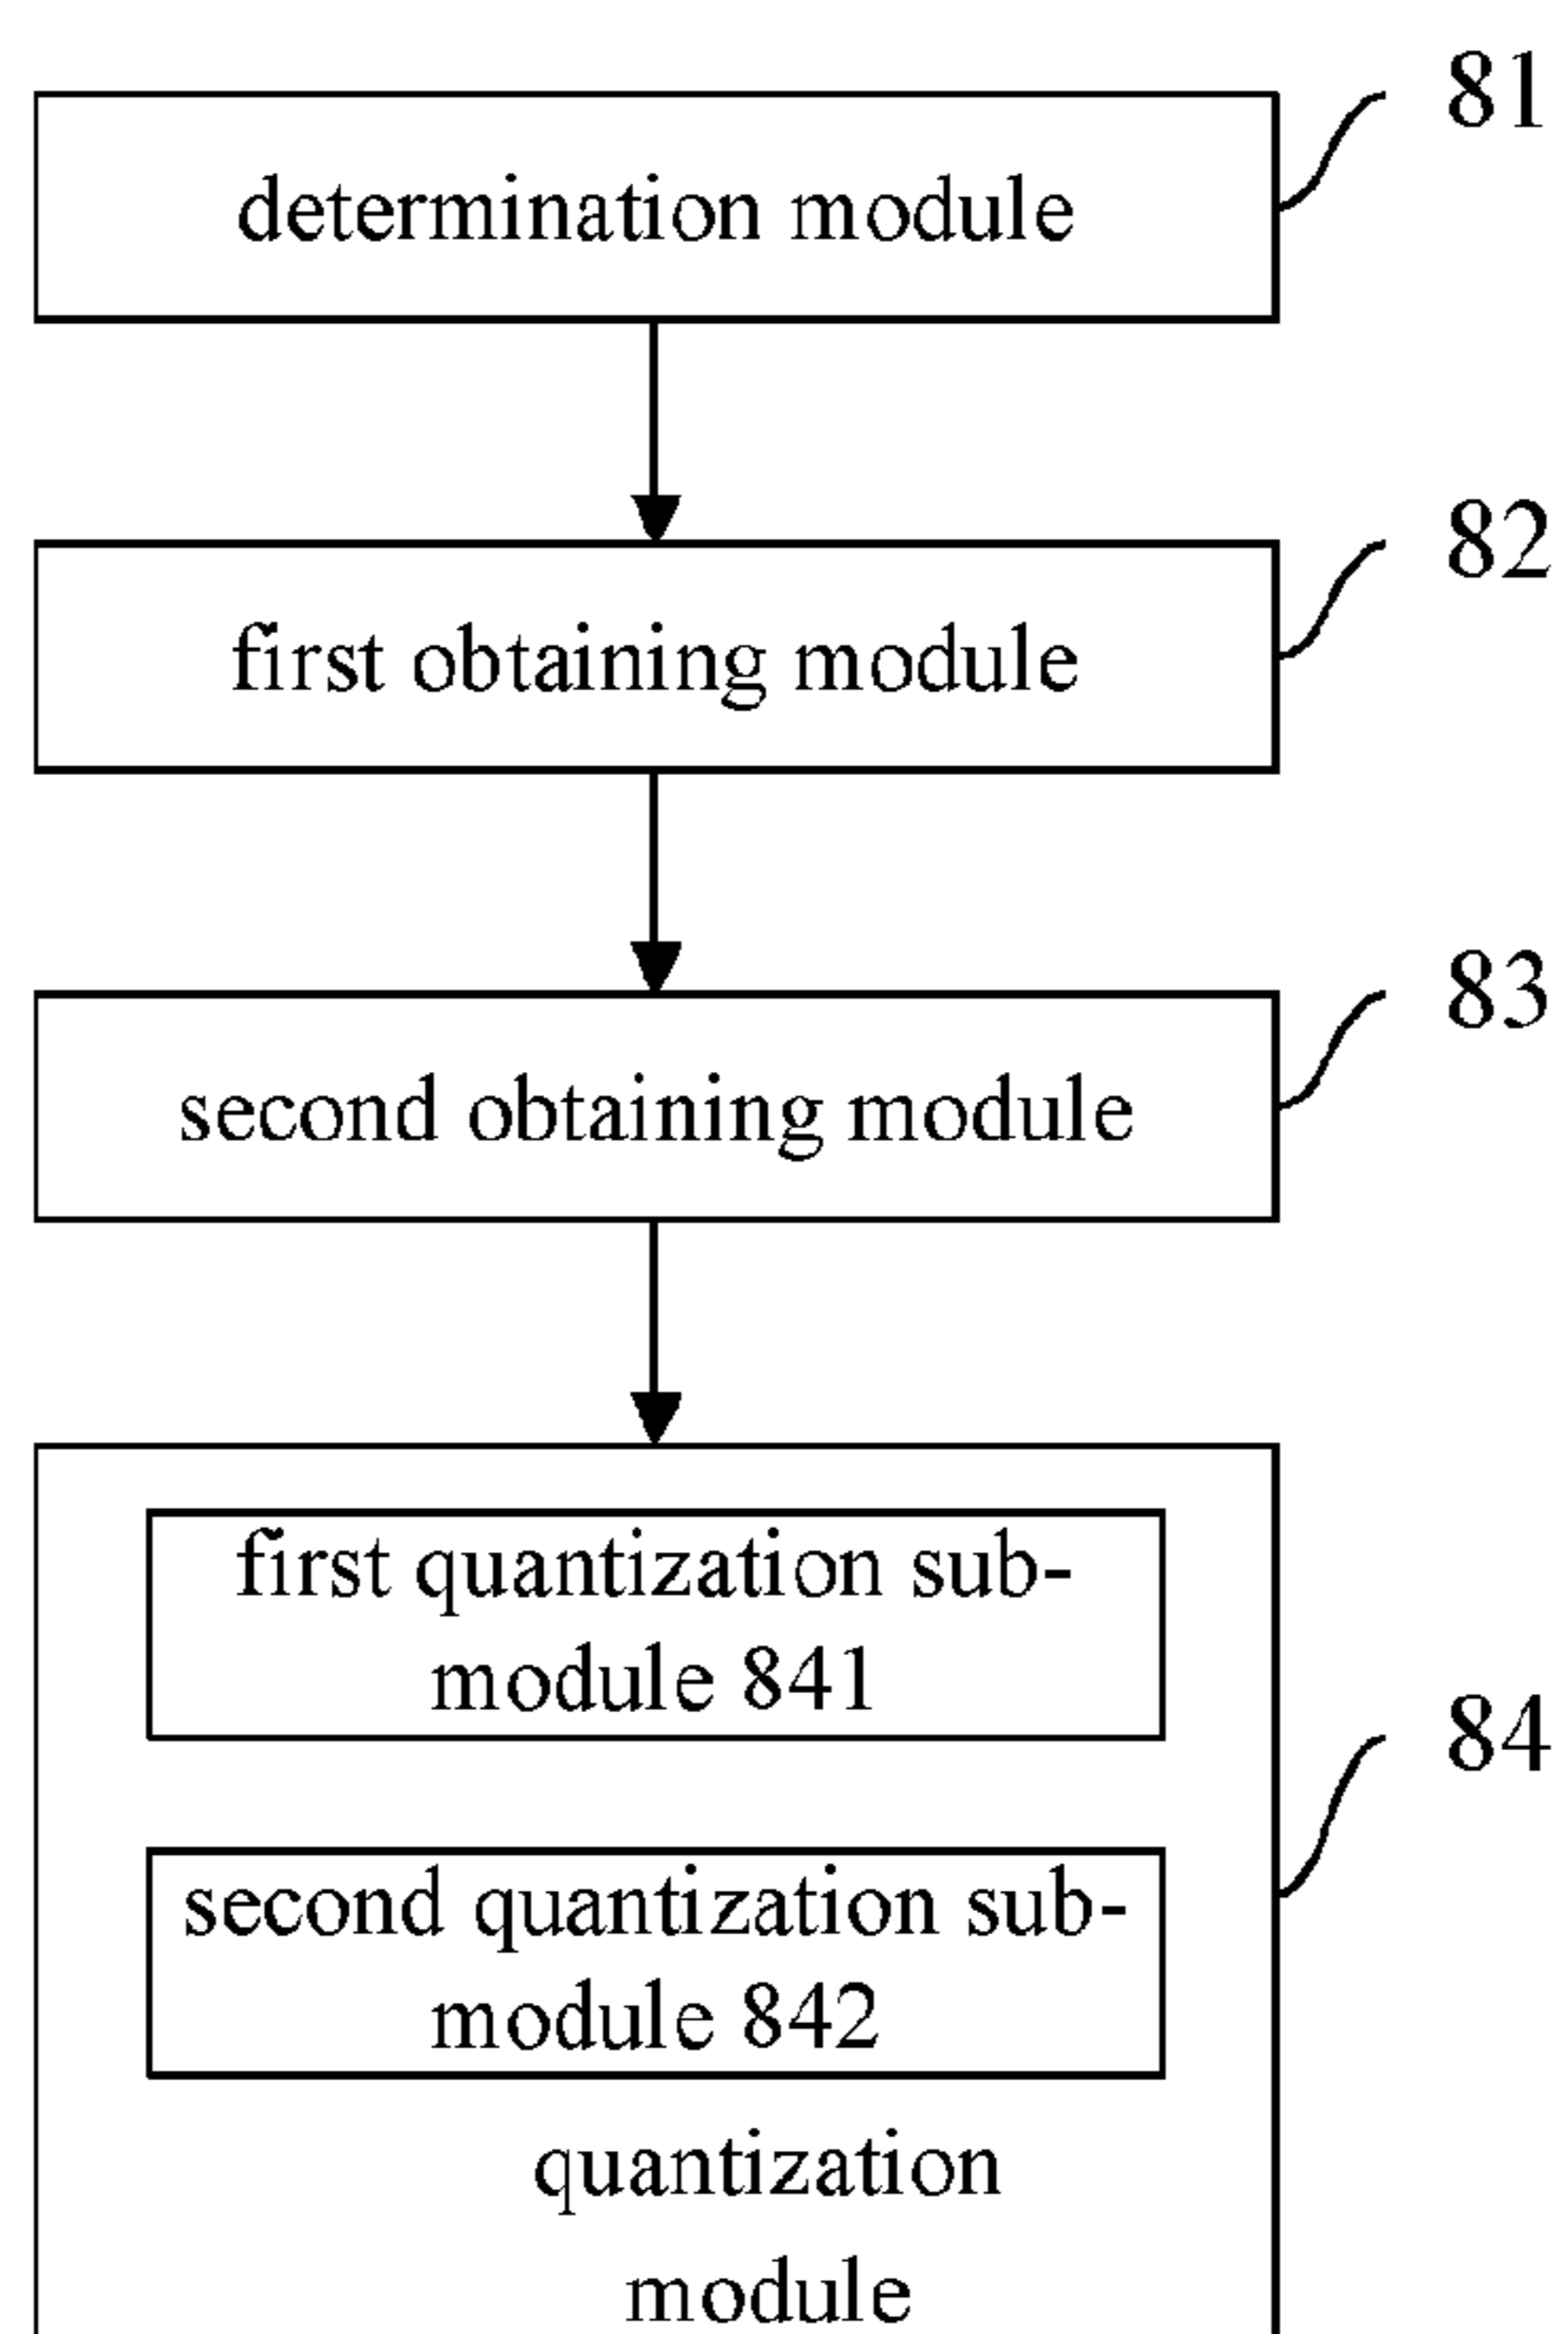 81
determination module
82
first obtaining module
83
second obtaining module
first quantization sub-
module 841
84
second quantization sub-
module 842
quantization
module